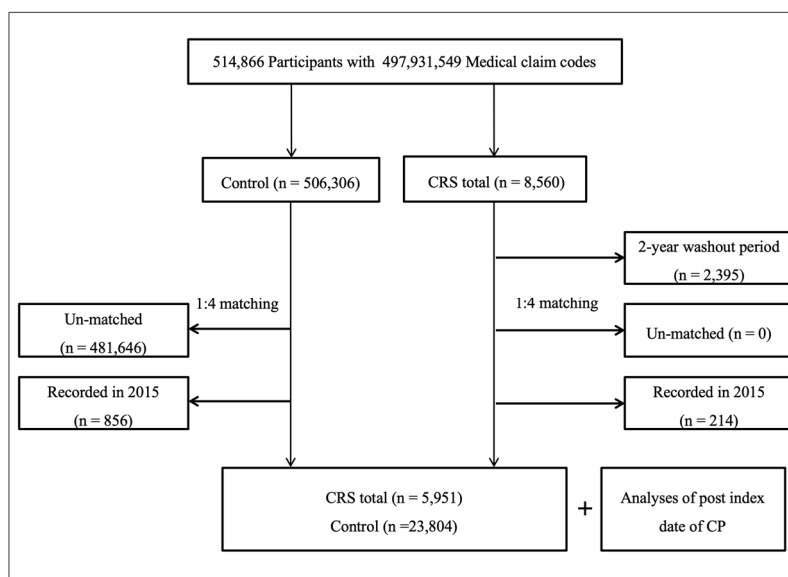 514,866 Participants with 497,931,549 Medical claim codes
Control (n = 506,306)
CRS total (n = 8,560)
2-year washout period
(n = 2,395)
1:4 matching
1:4 matching
Un-matched
(n = 481,646)
Un-matched (n = 0)
Recorded in 2015
(n = 856)
Recorded in 2015
(n = 214)
CRS total (n = 5,951)
Control (n =23,804)
+
Analyses of post index
date of CP